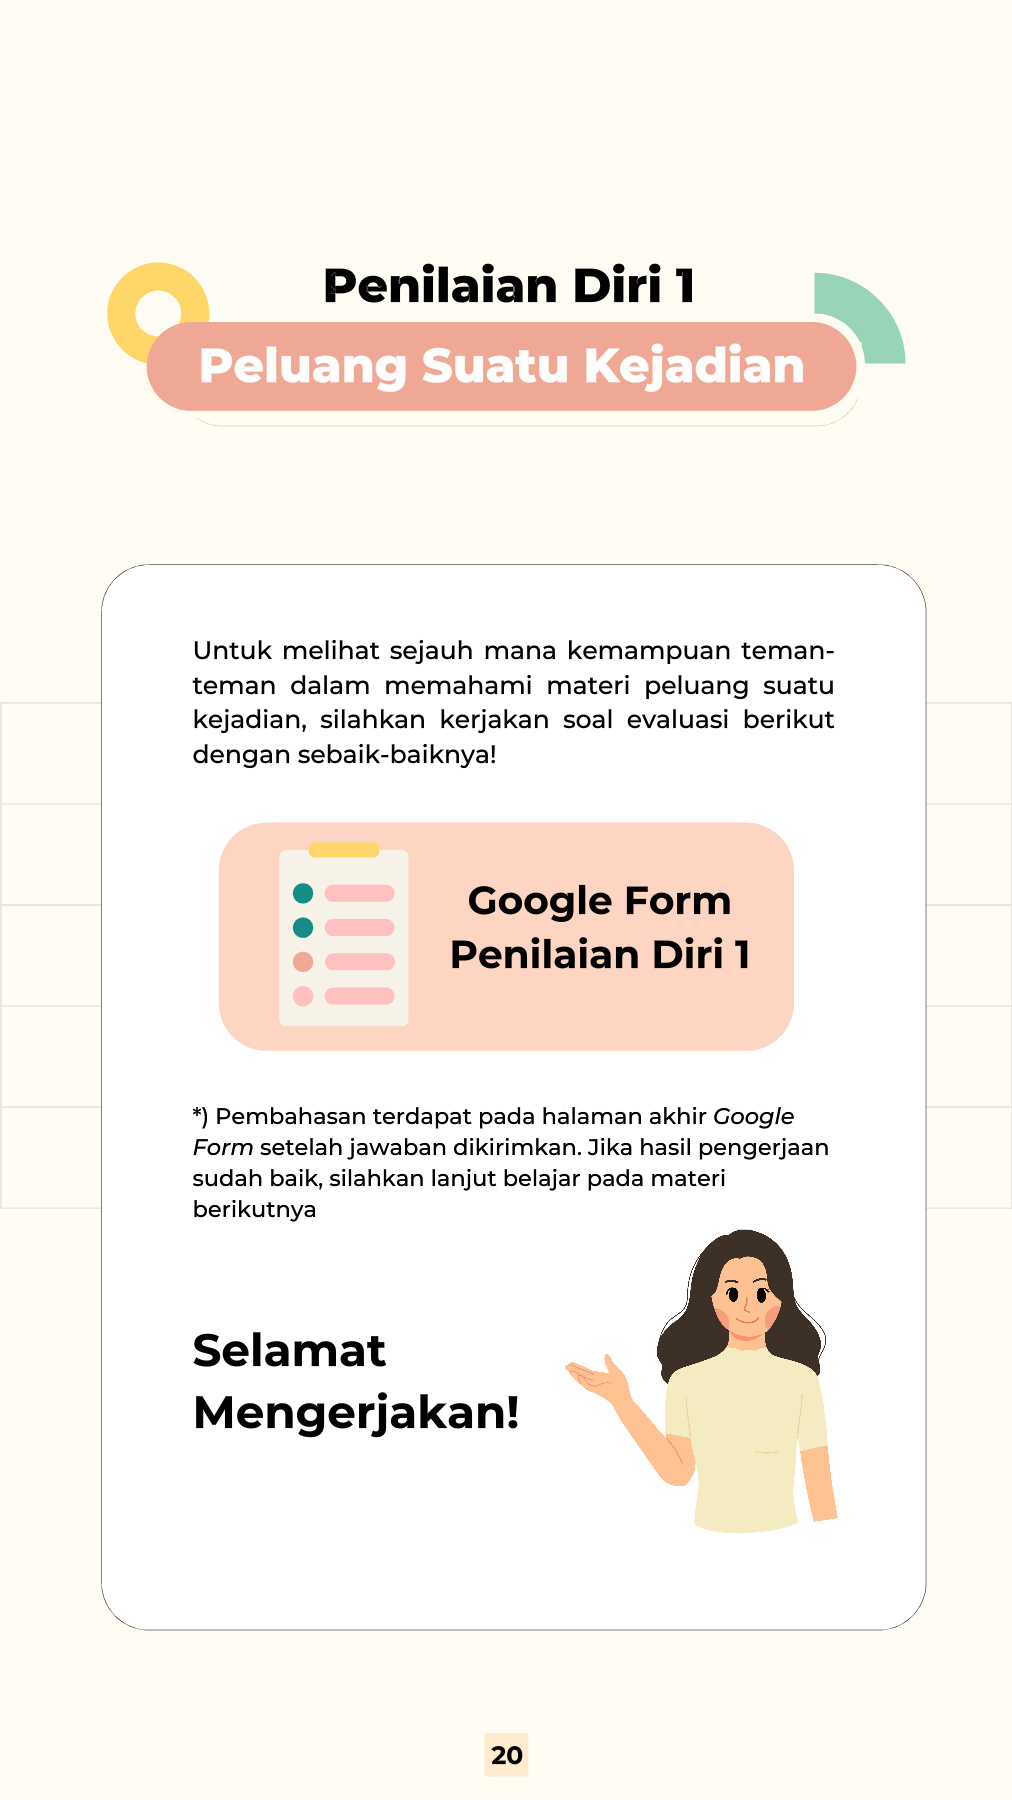 Penilaian Diri 1
Peluang Suatu Kejadian
Untuk melihat sejauh mana kemampuan teman-
teman dalam memahami materi peluang suatu
kejadian, silahkan kerjakan soal evaluasi berikut
dengan sebaik-baiknya!
Google Form
Penilaian Diri 1
*) Pembahasan terdapat pada halaman akhir Google
Form setelah jawaban dikirimkan. Jika hasil pengerjaan
sudah baik, silahkan lanjut belajar pada materi
berikutnya
Selamat
Mengerjakan!
20